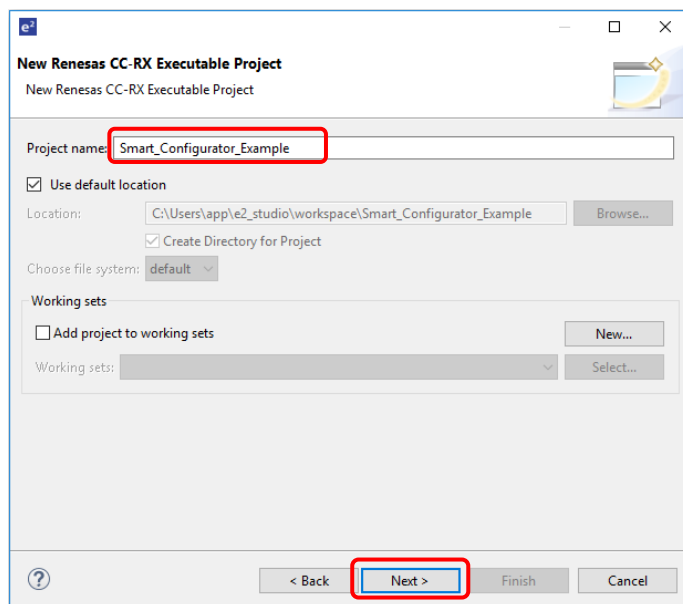 e²
New Renesas CC-RX Executable Project
New Renesas CC-RX Executable Project
Project name: Smart_Configurator_Example
Use default location
Location: C:\Users\app\e2_studio\workspace\Smart_Configurator_Example Browse...
Create Directory for Project
Choose file system: default
Working sets
Add project to working sets New...
Working sets: Select...
? < Back Next > Finish Cancel